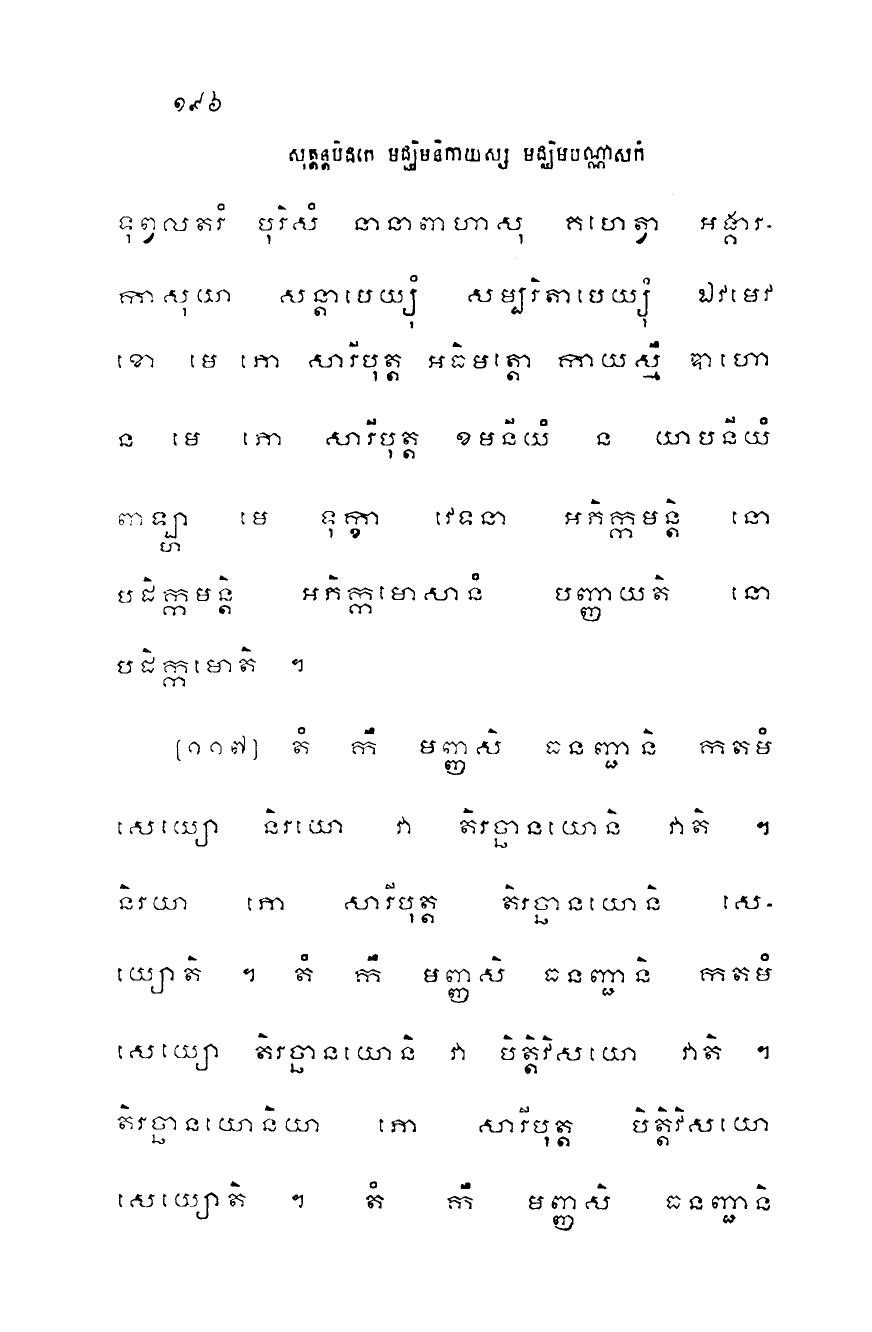 ១៩៦
សុត្តន្តបិដកេ មជ្ឈិមនិកាយស្ស មជ្ឈិមបណ្ណាសកំ
ទុព្វលតរំ បុរិសំ នានាពាហាសុ គហេត្វា អង្គារ-
កាសុយា សន្តាបេយ្យុំ សម្បរិតាបេយ្យុំ ឯវមេវ
ខោ មេ ភោ សារីបុត្ត អធិមត្តោ កាយស្មឹ ឌាហោ
ន មេ ភោ សារីបុត្ត ខមនីយំ ន យាបនីយំ
ពាឡ្ហា មេ ទុក្ខា វេទនា អភិក្កមន្តិ នោ
បដិក្កមន្តិ អភិក្កមោសានំ បញ្ញាយតិ នោ
បដិក្កមោតិ ។
[១១៧] តំ កឹ មញ្ញសិ ធនញ្ជានិ កតមំ
សេយ្យោ និរយោ វា តិរច្ឆានយោនិ វាតិ ។
និរយា ភោ សារីបុត្ត តិរច្ឆានយោនិ សេ-
យ្យោតិ ។ តំ កឹ មញ្ញសិ ធនញ្ជានិ កតមំ
សេយ្យោ តិរច្ឆានយោនិ វា បិត្តិវិសយោ វាតិ ។
តិរច្ឆានយោនិយា ភោ សារីបុត្ត បិត្តិវិសយោ
សេយ្យោតិ ។ តំ កឹ មញ្ញសិ ធនញ្ជានិ